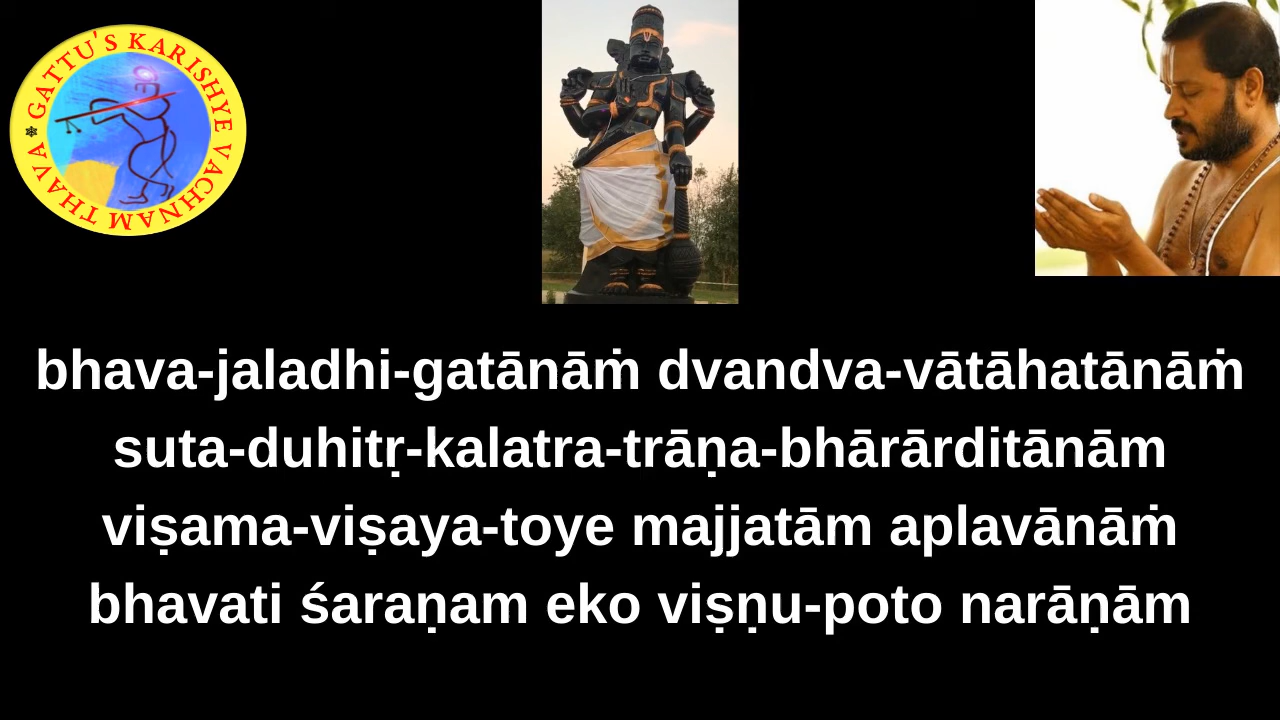 GATTU'S KARISHYE VACHNAM THAVA
bhava-jaladhi-gatānāṁ dvandva-vātāhatānāṁ
suta-duhitṛ-kalatra-trāṇa-bhārārditānām
viṣama-viṣaya-toye majjatām aplavānāṁ
bhavati śaraṇam eko viṣṇu-poto narāṇām